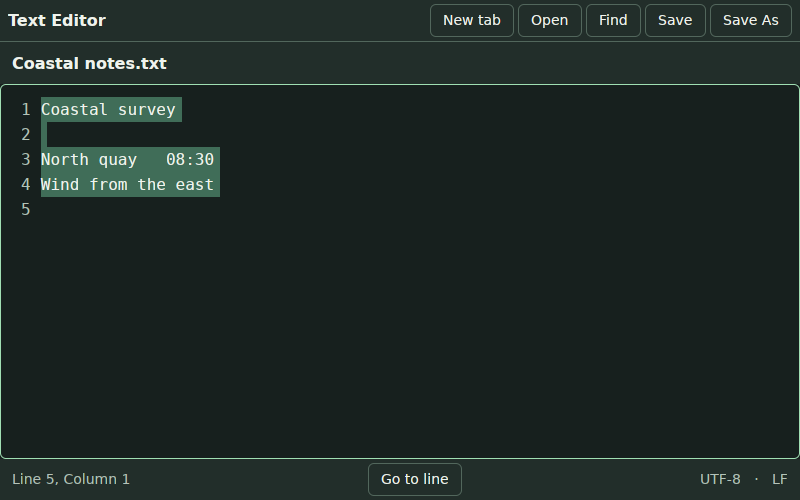 Text Editor New tab Open Find Save Save As
Coastal notes.txt
1 Coastal survey
2
3 North quay   08:30
4 Wind from the east
5
Line 5, Column 1 Go to line UTF-8 · LF